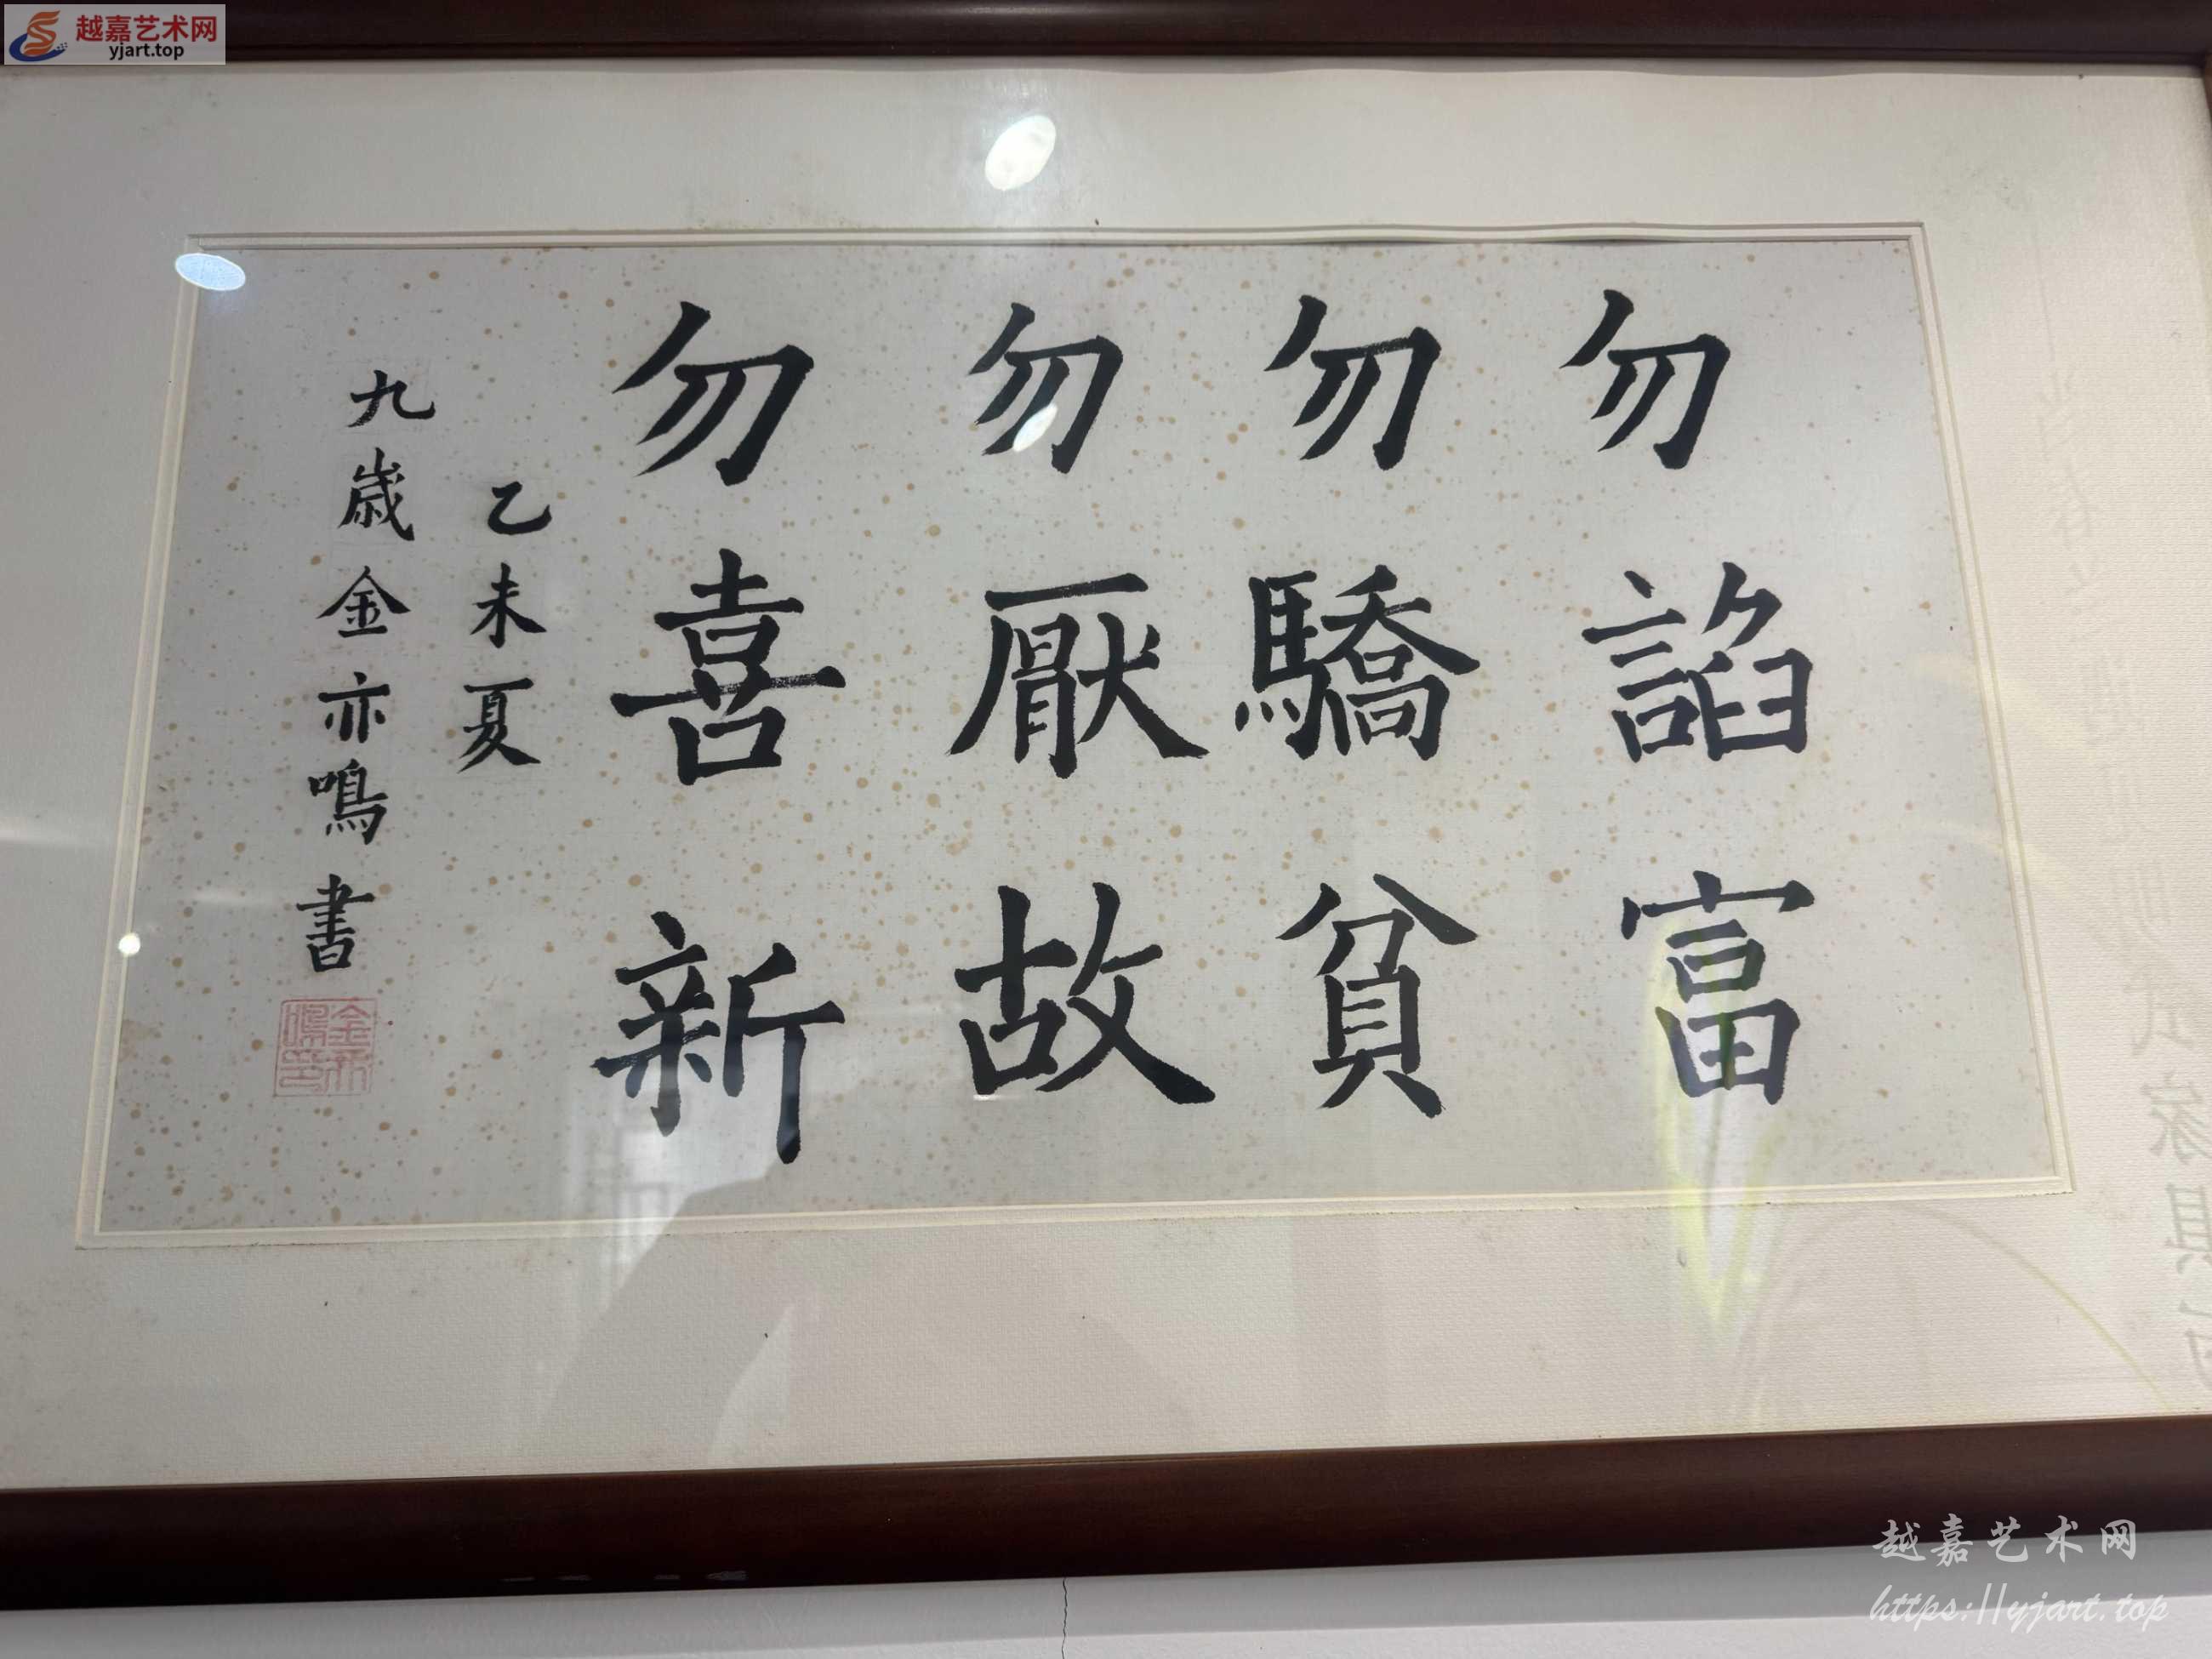 越嘉艺术网
yjart.top
勿諂富
勿驕貧
勿厭故
勿喜新
乙未夏
九歲金亦鳴書
金亦鳴印
越嘉艺术网
https://yjart.top